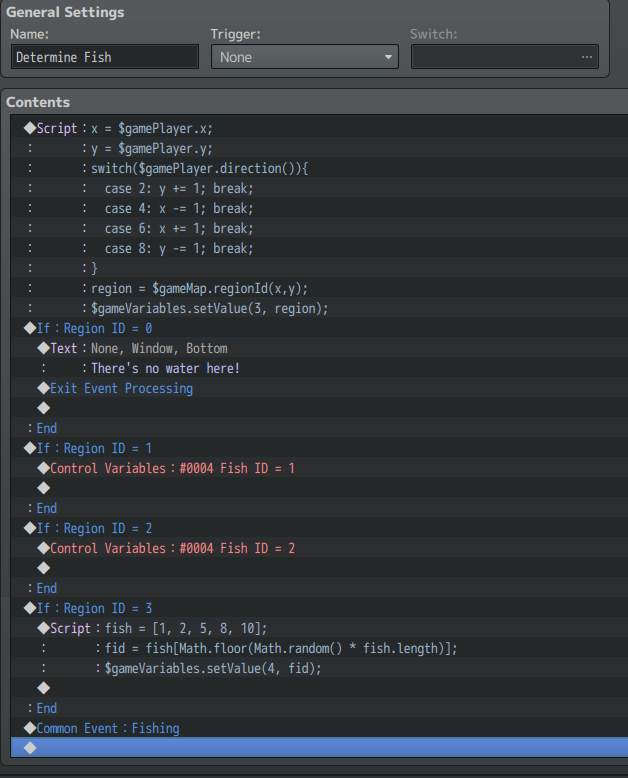 General Settings
Name: Trigger: Switch:
Determine Fish None ...
Contents
◆Script：x = $gamePlayer.x;
：　　　：y = $gamePlayer.y;
：　　　：switch($gamePlayer.direction()){
：　　　：  case 2: y += 1; break;
：　　　：  case 4: x -= 1; break;
：　　　：  case 6: x += 1; break;
：　　　：  case 8: y -= 1; break;
：　　　：}
：　　　：region = $gameMap.regionId(x,y);
：　　　：$gameVariables.setValue(3, region);
◆If：Region ID = 0
  ◆Text：None, Window, Bottom
  ：　　：There's no water here!
  ◆Exit Event Processing
  ◆
：End
◆If：Region ID = 1
  ◆Control Variables：#0004 Fish ID = 1
  ◆
：End
◆If：Region ID = 2
  ◆Control Variables：#0004 Fish ID = 2
  ◆
：End
◆If：Region ID = 3
  ◆Script：fish = [1, 2, 5, 8, 10];
  ：　　　：fid = fish[Math.floor(Math.random() * fish.length)];
  ：　　　：$gameVariables.setValue(4, fid);
  ◆
：End
◆Common Event：Fishing
◆